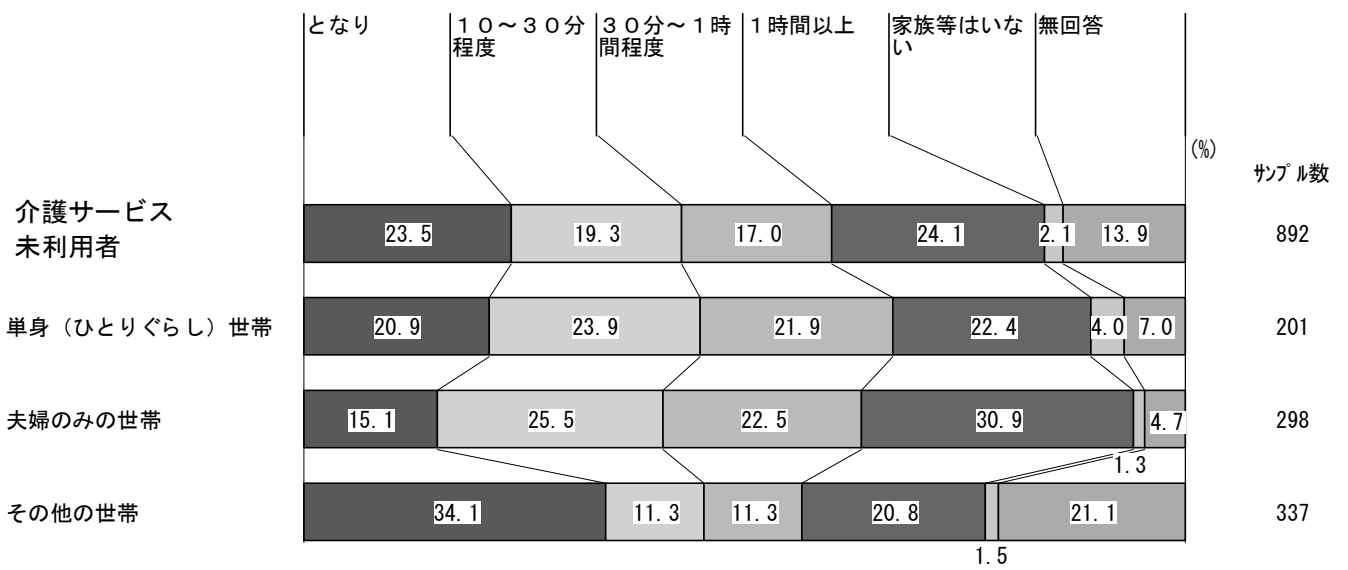 となり
１０～３０分
程度
３０分～１時
間程度
１時間以上
家族等はいな
い
無回答
(%)
ｻﾝﾌﾟﾙ数
介護サービス
未利用者
23.5
19.3
17.0
24.1
2.1
13.9
892
単身（ひとりぐらし）世帯
20.9
23.9
21.9
22.4
4.0
7.0
201
夫婦のみの世帯
15.1
25.5
22.5
30.9
1.3
4.7
298
その他の世帯
34.1
11.3
11.3
20.8
1.5
21.1
337